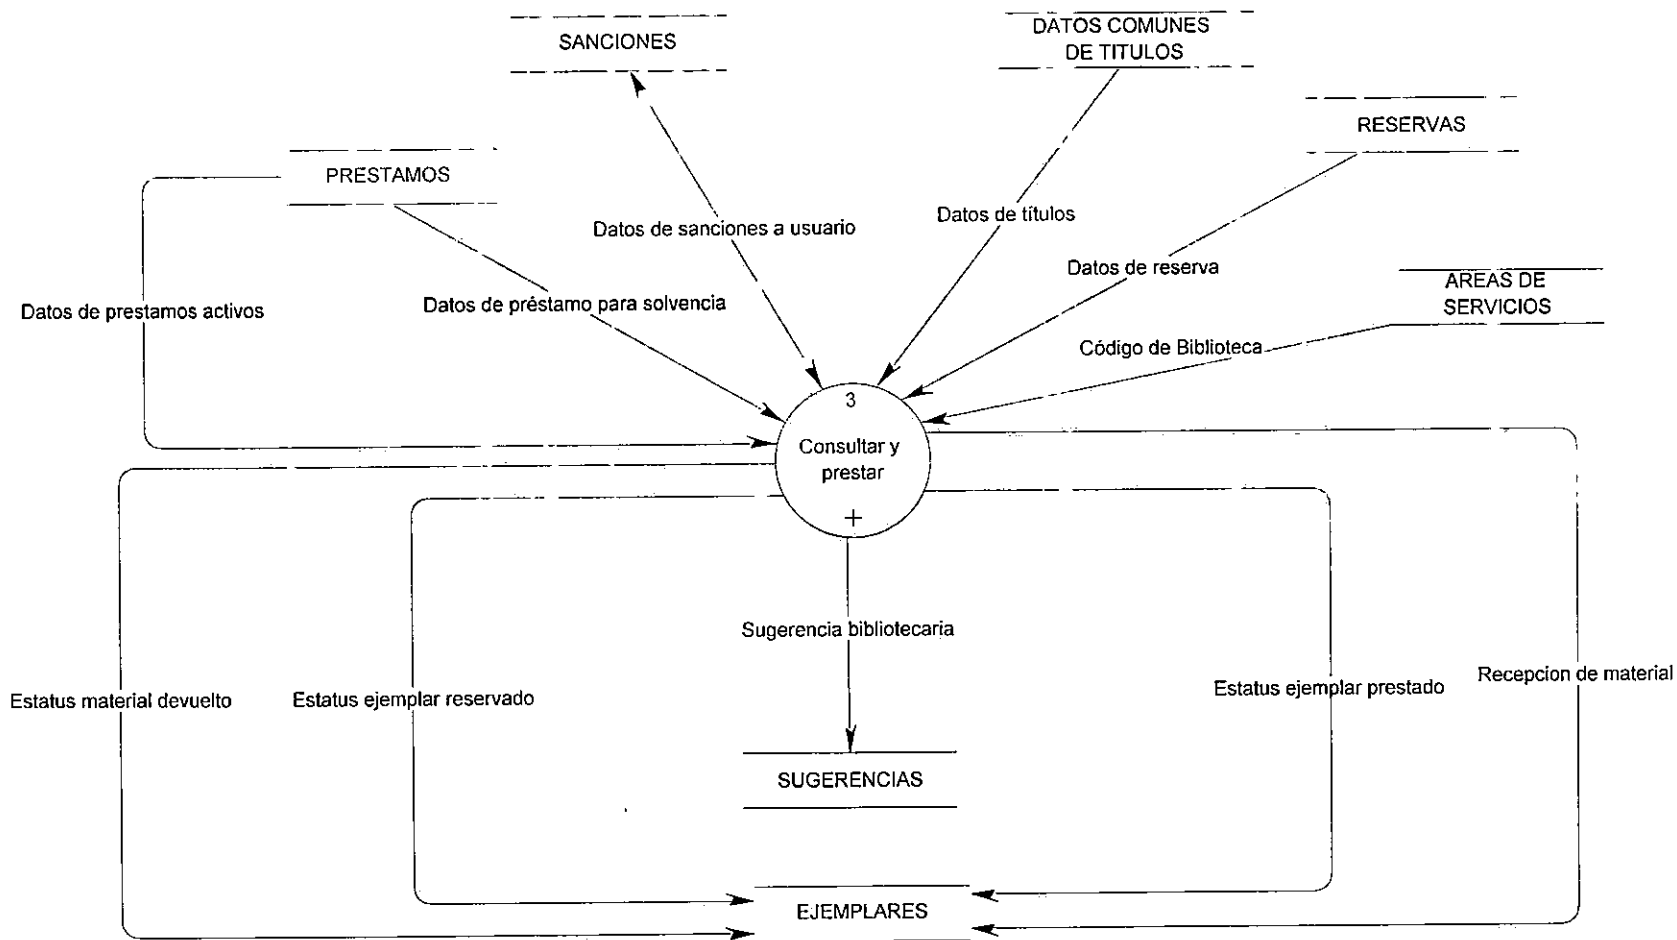 SANCIONES
DATOS COMUNES
DE TITULOS
RESERVAS
PRESTAMOS
Datos de sanciones a usuario
Datos de títulos
Datos de reserva
AREAS DE
SERVICIOS
Datos de prestamos activos
Datos de préstamo para solvencia
Código de Biblioteca
3
Consultar y
prestar
+
Sugerencia bibliotecaria
Estatus material devuelto
Estatus ejemplar reservado
Estatus ejemplar prestado
Recepcion de material
SUGERENCIAS
EJEMPLARES